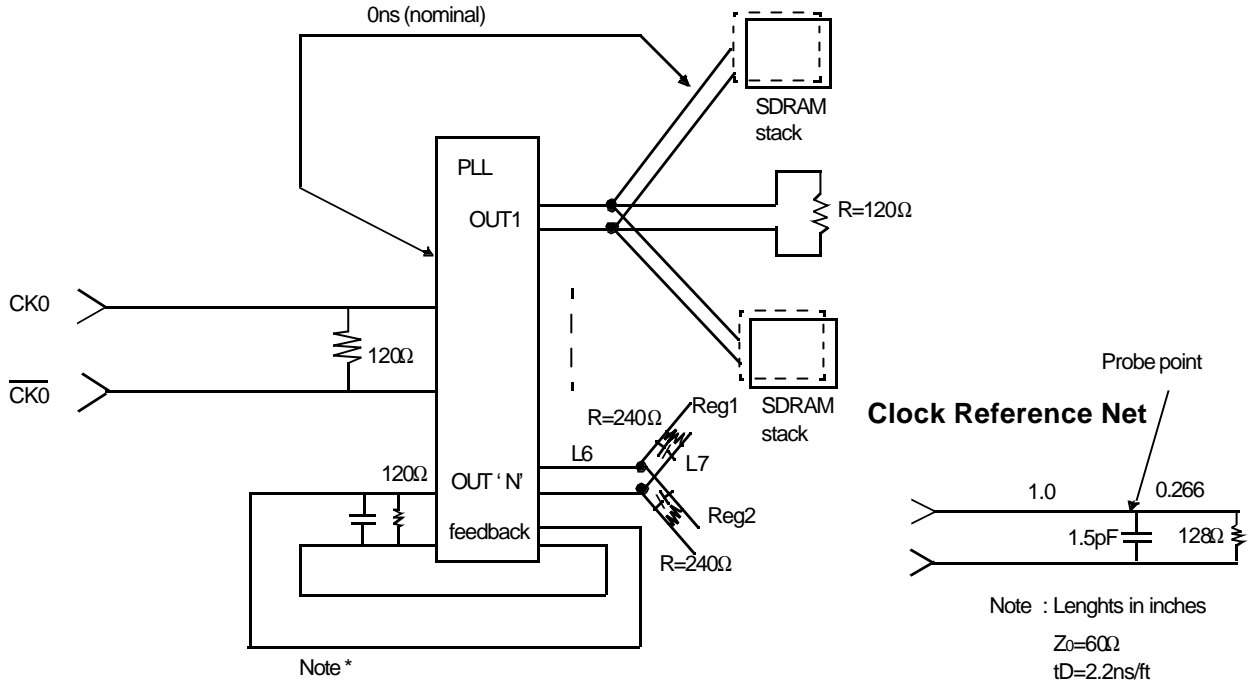 0ns (nominal)
SDRAM
stack
PLL
OUT1
R=120Ω
CK0
120Ω
CK0
Probe point
Clock Reference Net
SDRAM
stack
Reg1
R=240Ω
L6
L7
120Ω
OUT ' N'
Reg2
feedback
R=240Ω
1.0
0.266
1.5pF
128Ω
Note : Lenghts in inches
Z0=60Ω
tD=2.2ns/ft
Note *